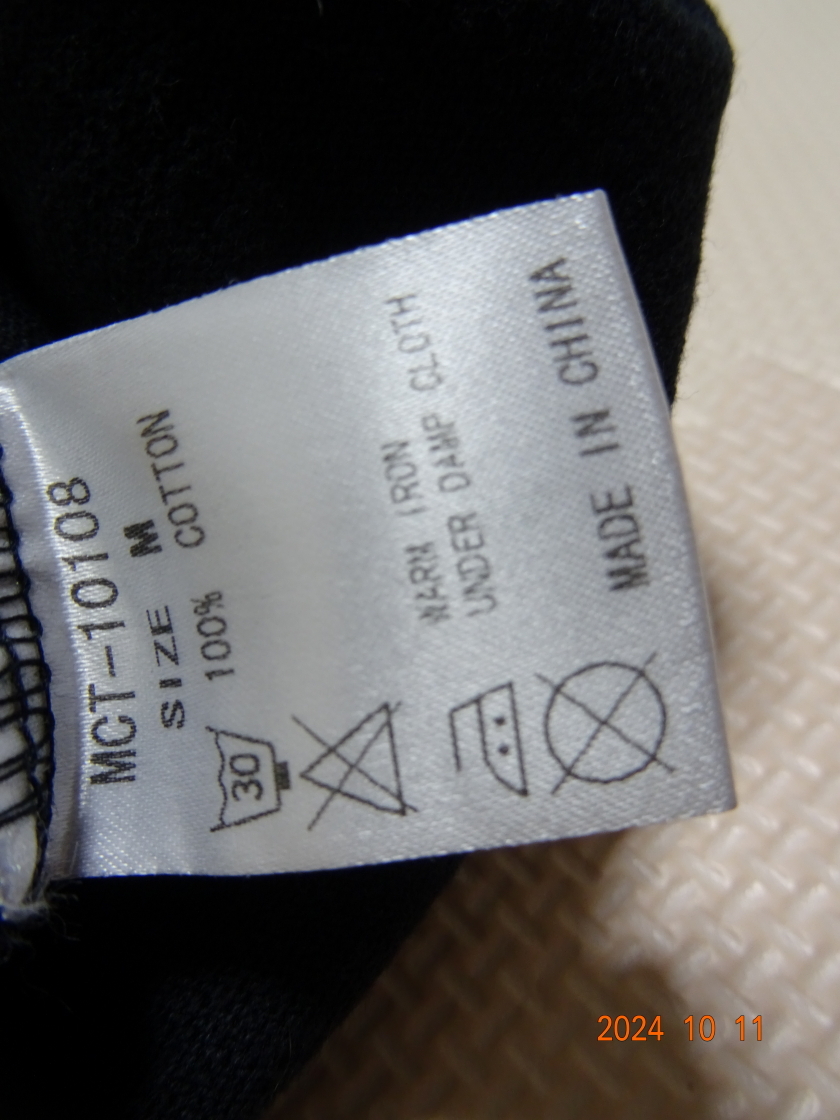 MCT-10108
SIZE M
100% COTTON
30
WARM IRON
UNDER DAMP CLOTH
MADE IN CHINA
2024 10 11